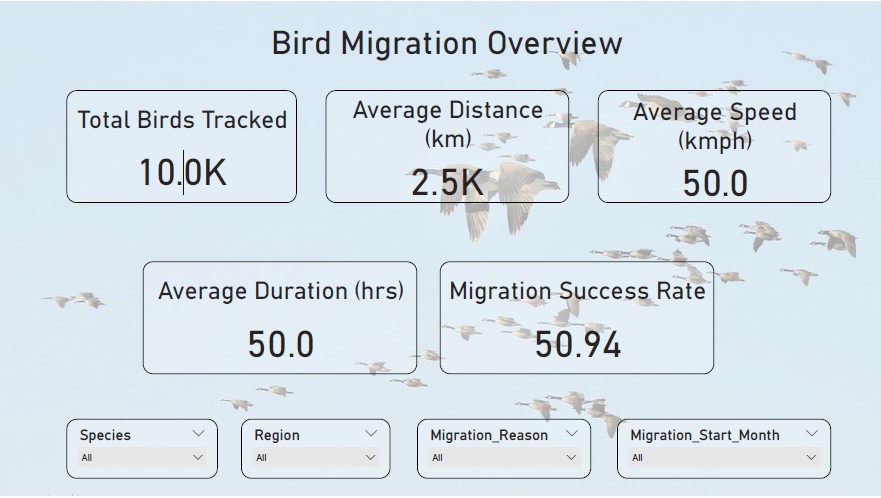 Bird Migration Overview
Total Birds Tracked
10.0K
Average Distance
(km)
2.5K
Average Speed
(kmph)
50.0
Average Duration (hrs)
50.0
Migration Success Rate
50.94
Species
All
Region
All
Migration_Reason
All
Migration_Start_Month
All